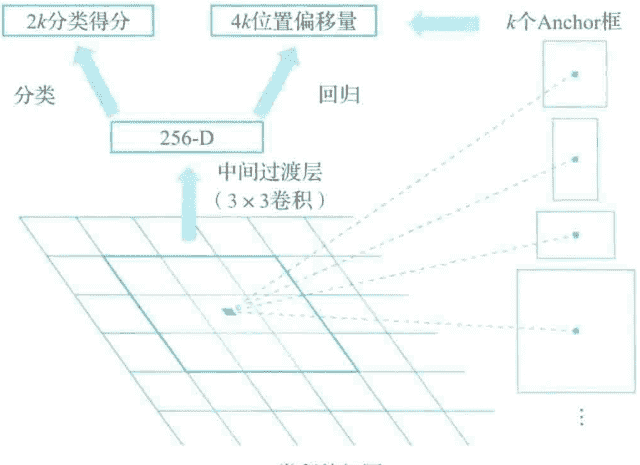 2k分类得分
4k位置偏移量
k个Anchor框
分类
回归
256-D
中间过渡层
（3×3卷积）